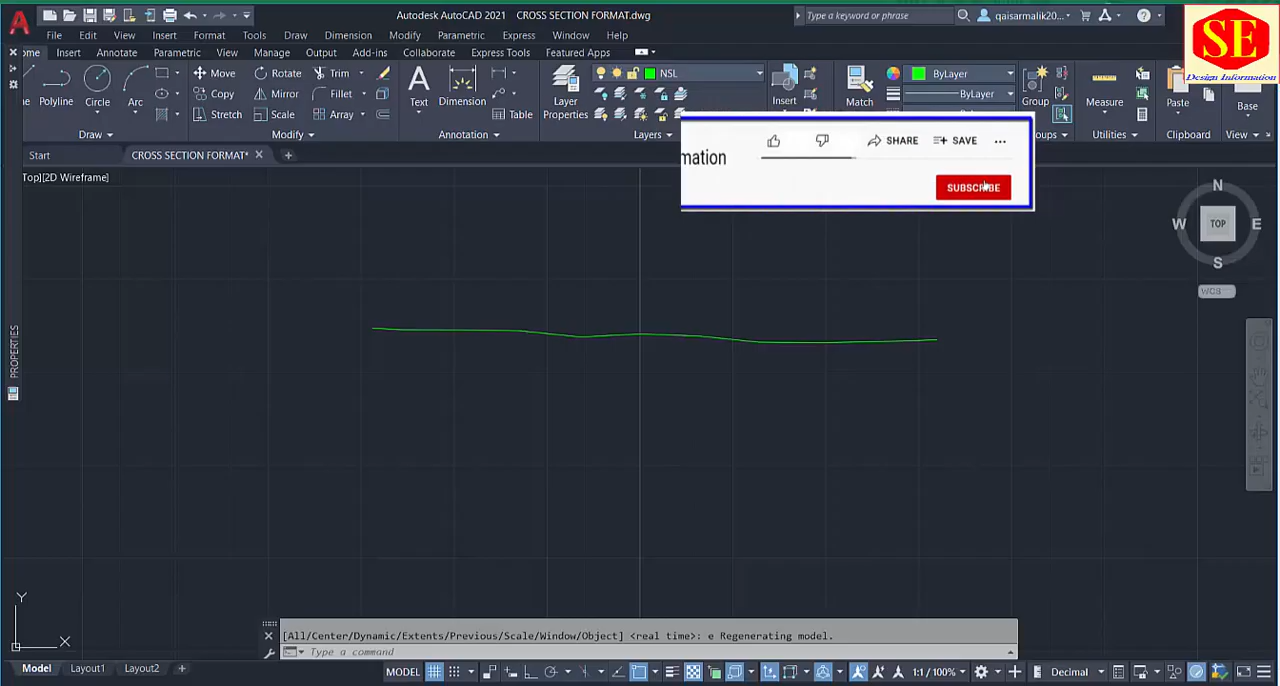 Autodesk AutoCAD 2021 CROSS SECTION FORMAT.dwg
Type a keyword or phrase
qaisarmalik20...
SE
Design Information
File Edit View Insert Format Tools Draw Dimension Modify Parametric Express Window Help
ome Insert Annotate Parametric View Manage Output Add-ins Collaborate Express Tools Featured Apps
Move Rotate Trim NSL ByLayer
Polyline Circle Arc Copy Mirror Fillet Text Dimension Layer Properties Insert Match ByLayer Group Measure Paste Base
Stretch Scale Array Table
Draw Modify Annotation Layers oups Utilities Clipboard View
Start CROSS SECTION FORMAT*
mation SHARE SAVE
SUBSCRIBE
Top][2D Wireframe]
N
W TOP E
S
WCS
PROPERTIES
Y
X
[All/Center/Dynamic/Extents/Previous/Scale/Window/Object] <real time>: e Regenerating model.
Type a command
Model Layout1 Layout2 MODEL 1:1 / 100% Decimal